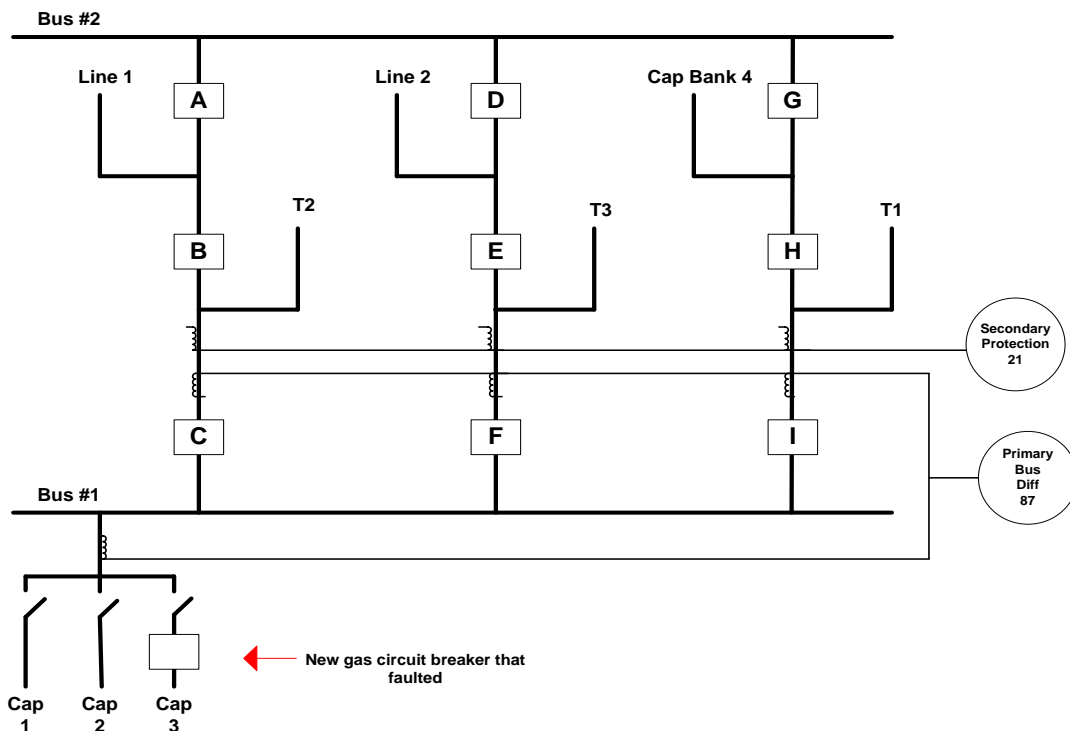 Bus #2
Line 1
Line 2
Cap Bank 4
A
D
G
T2
T3
T1
B
E
H
Secondary
Protection
21
C
F
I
Primary
Bus
Diff
87
Bus #1
New gas circuit breaker that
faulted
Cap
1
Cap
2
Cap
3